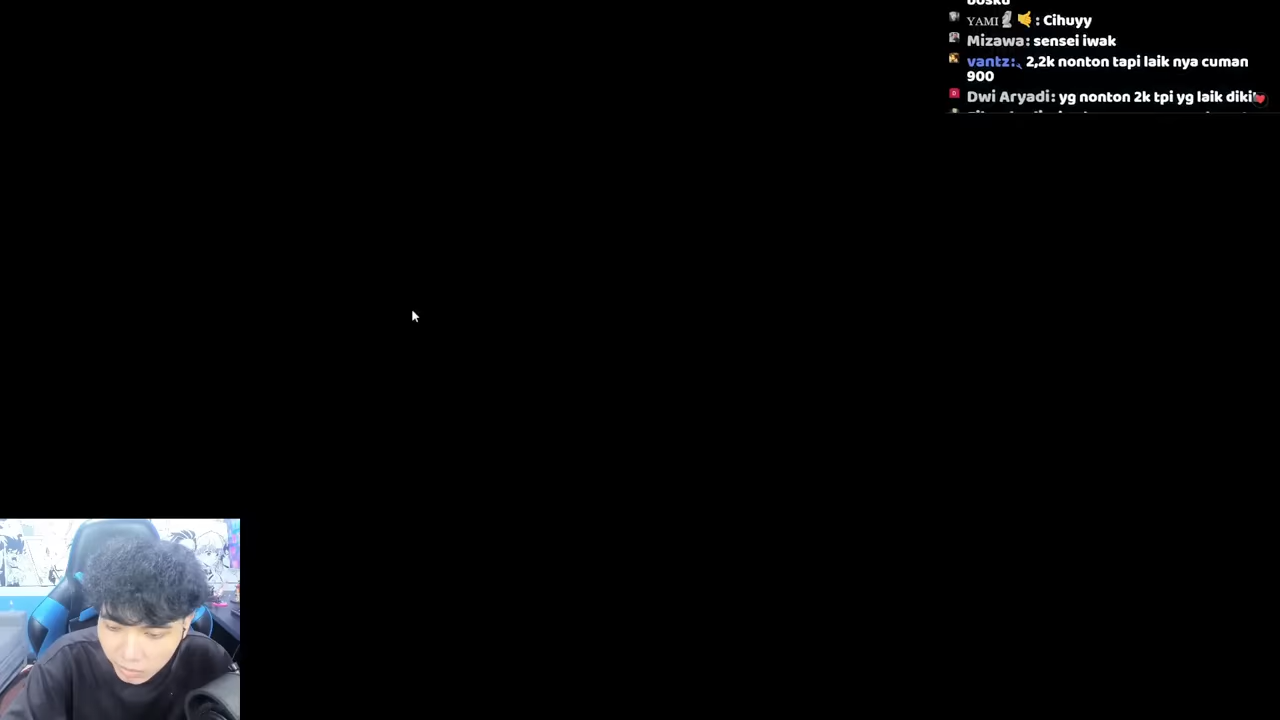 bosku
YAMI🗿🤙 : Cihuyy
Mizawa: sensei iwak
vantz:ˎ 2,2k nonton tapi laik nya cuman
900
Dwi Aryadi: yg nonton 2k tpi yg laik